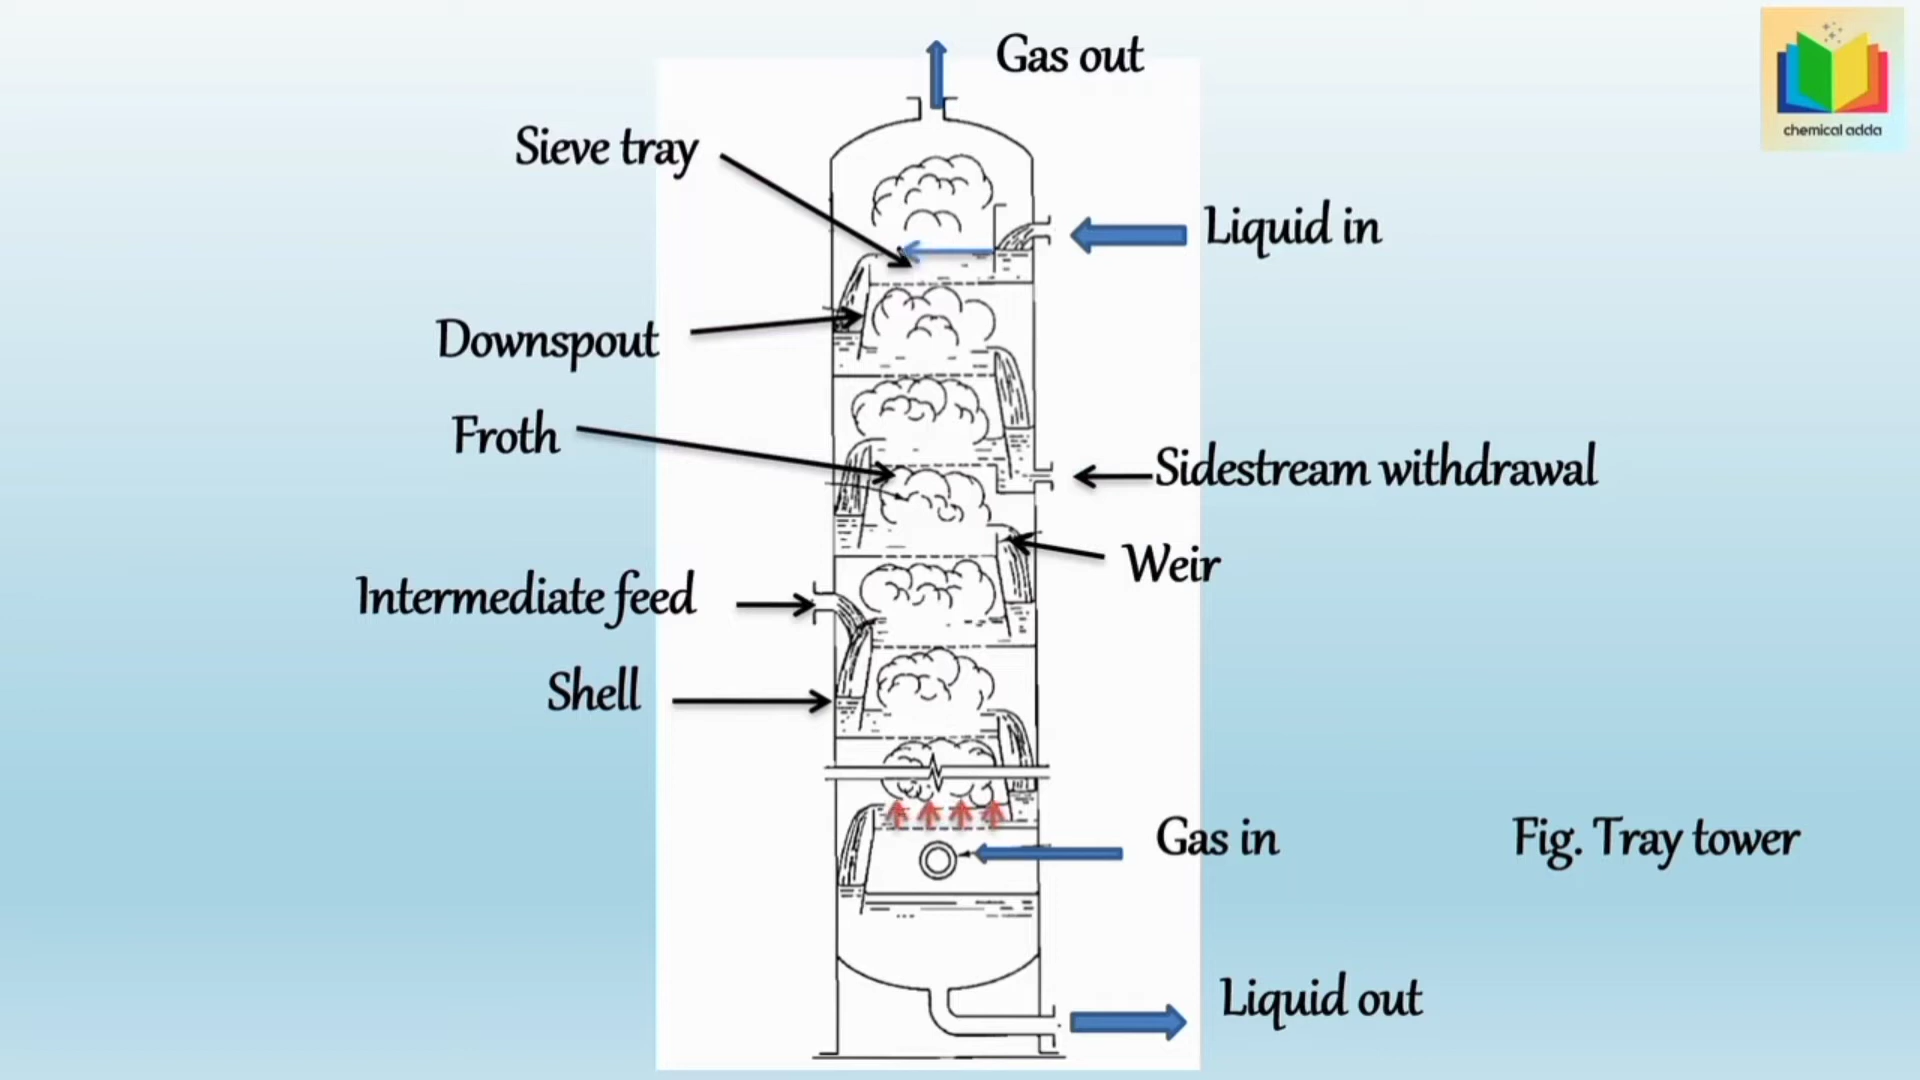 Gas out
chemical adda
Sieve tray
Liquid in
Downspout
Froth
Sidestream withdrawal
Weir
Intermediate feed
Shell
Gas in
Fig. Tray tower
Liquid out